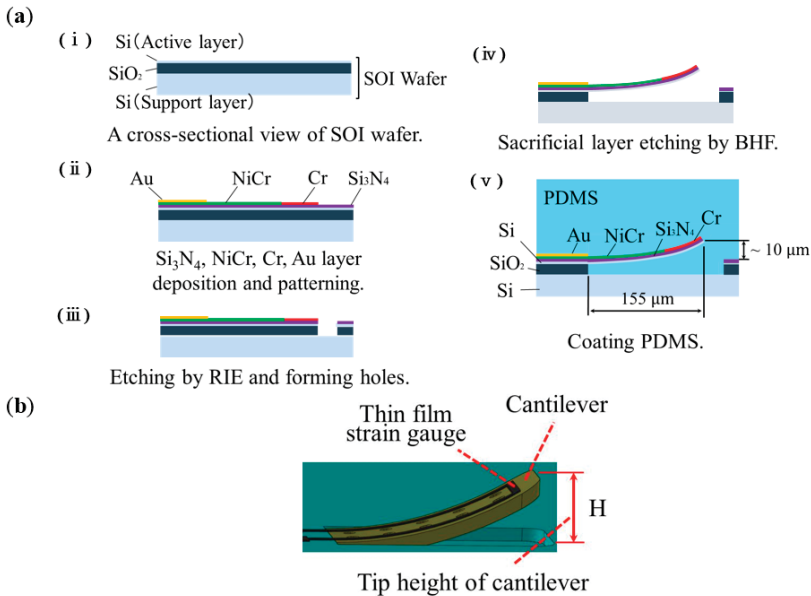 (a)
(i)
Si(Active layer)
SiO₂
Si(Support layer)
SOI Wafer
A cross-sectional view of SOI wafer.
(ii)
Au
NiCr
Cr
Si₃N₄
Si₃N₄, NiCr, Cr, Au layer
deposition and patterning.
(iii)
Etching by RIE and forming holes.
(iv)
Sacrificial layer etching by BHF.
(v)
PDMS
Cr
Si₃N₄
Si
Au
NiCr
~ 10 μm
SiO₂
Si
155 μm
Coating PDMS.
(b)
Thin film
strain gauge
Cantilever
H
Tip height of cantilever